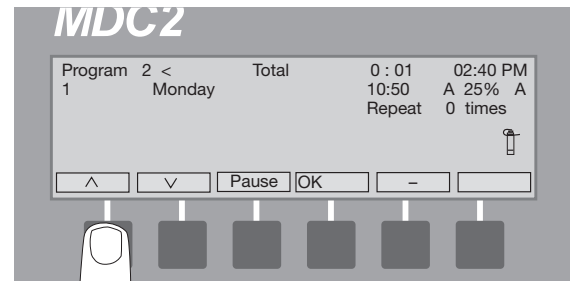 MDC2
Program 2 < Total 0 : 01 02:40 PM
1 Monday 10:50 A 25% A
Repeat 0 times
Pause OK –